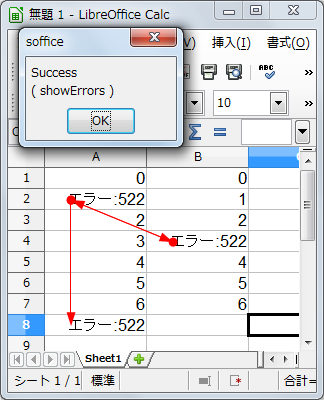 無題 1 - LibreOffice Calc
soffice
Success
( showErrors )
OK
(V) 挿入(I) 書式(O)
ABC
10
A B
1 0 0
2 エラー:522 1
3 2 2
4 3 エラー:522
5 4 4
6 5 5
7 6 6
8 エラー:522
9
Sheet1
シート 1 / 1 標準 合計=